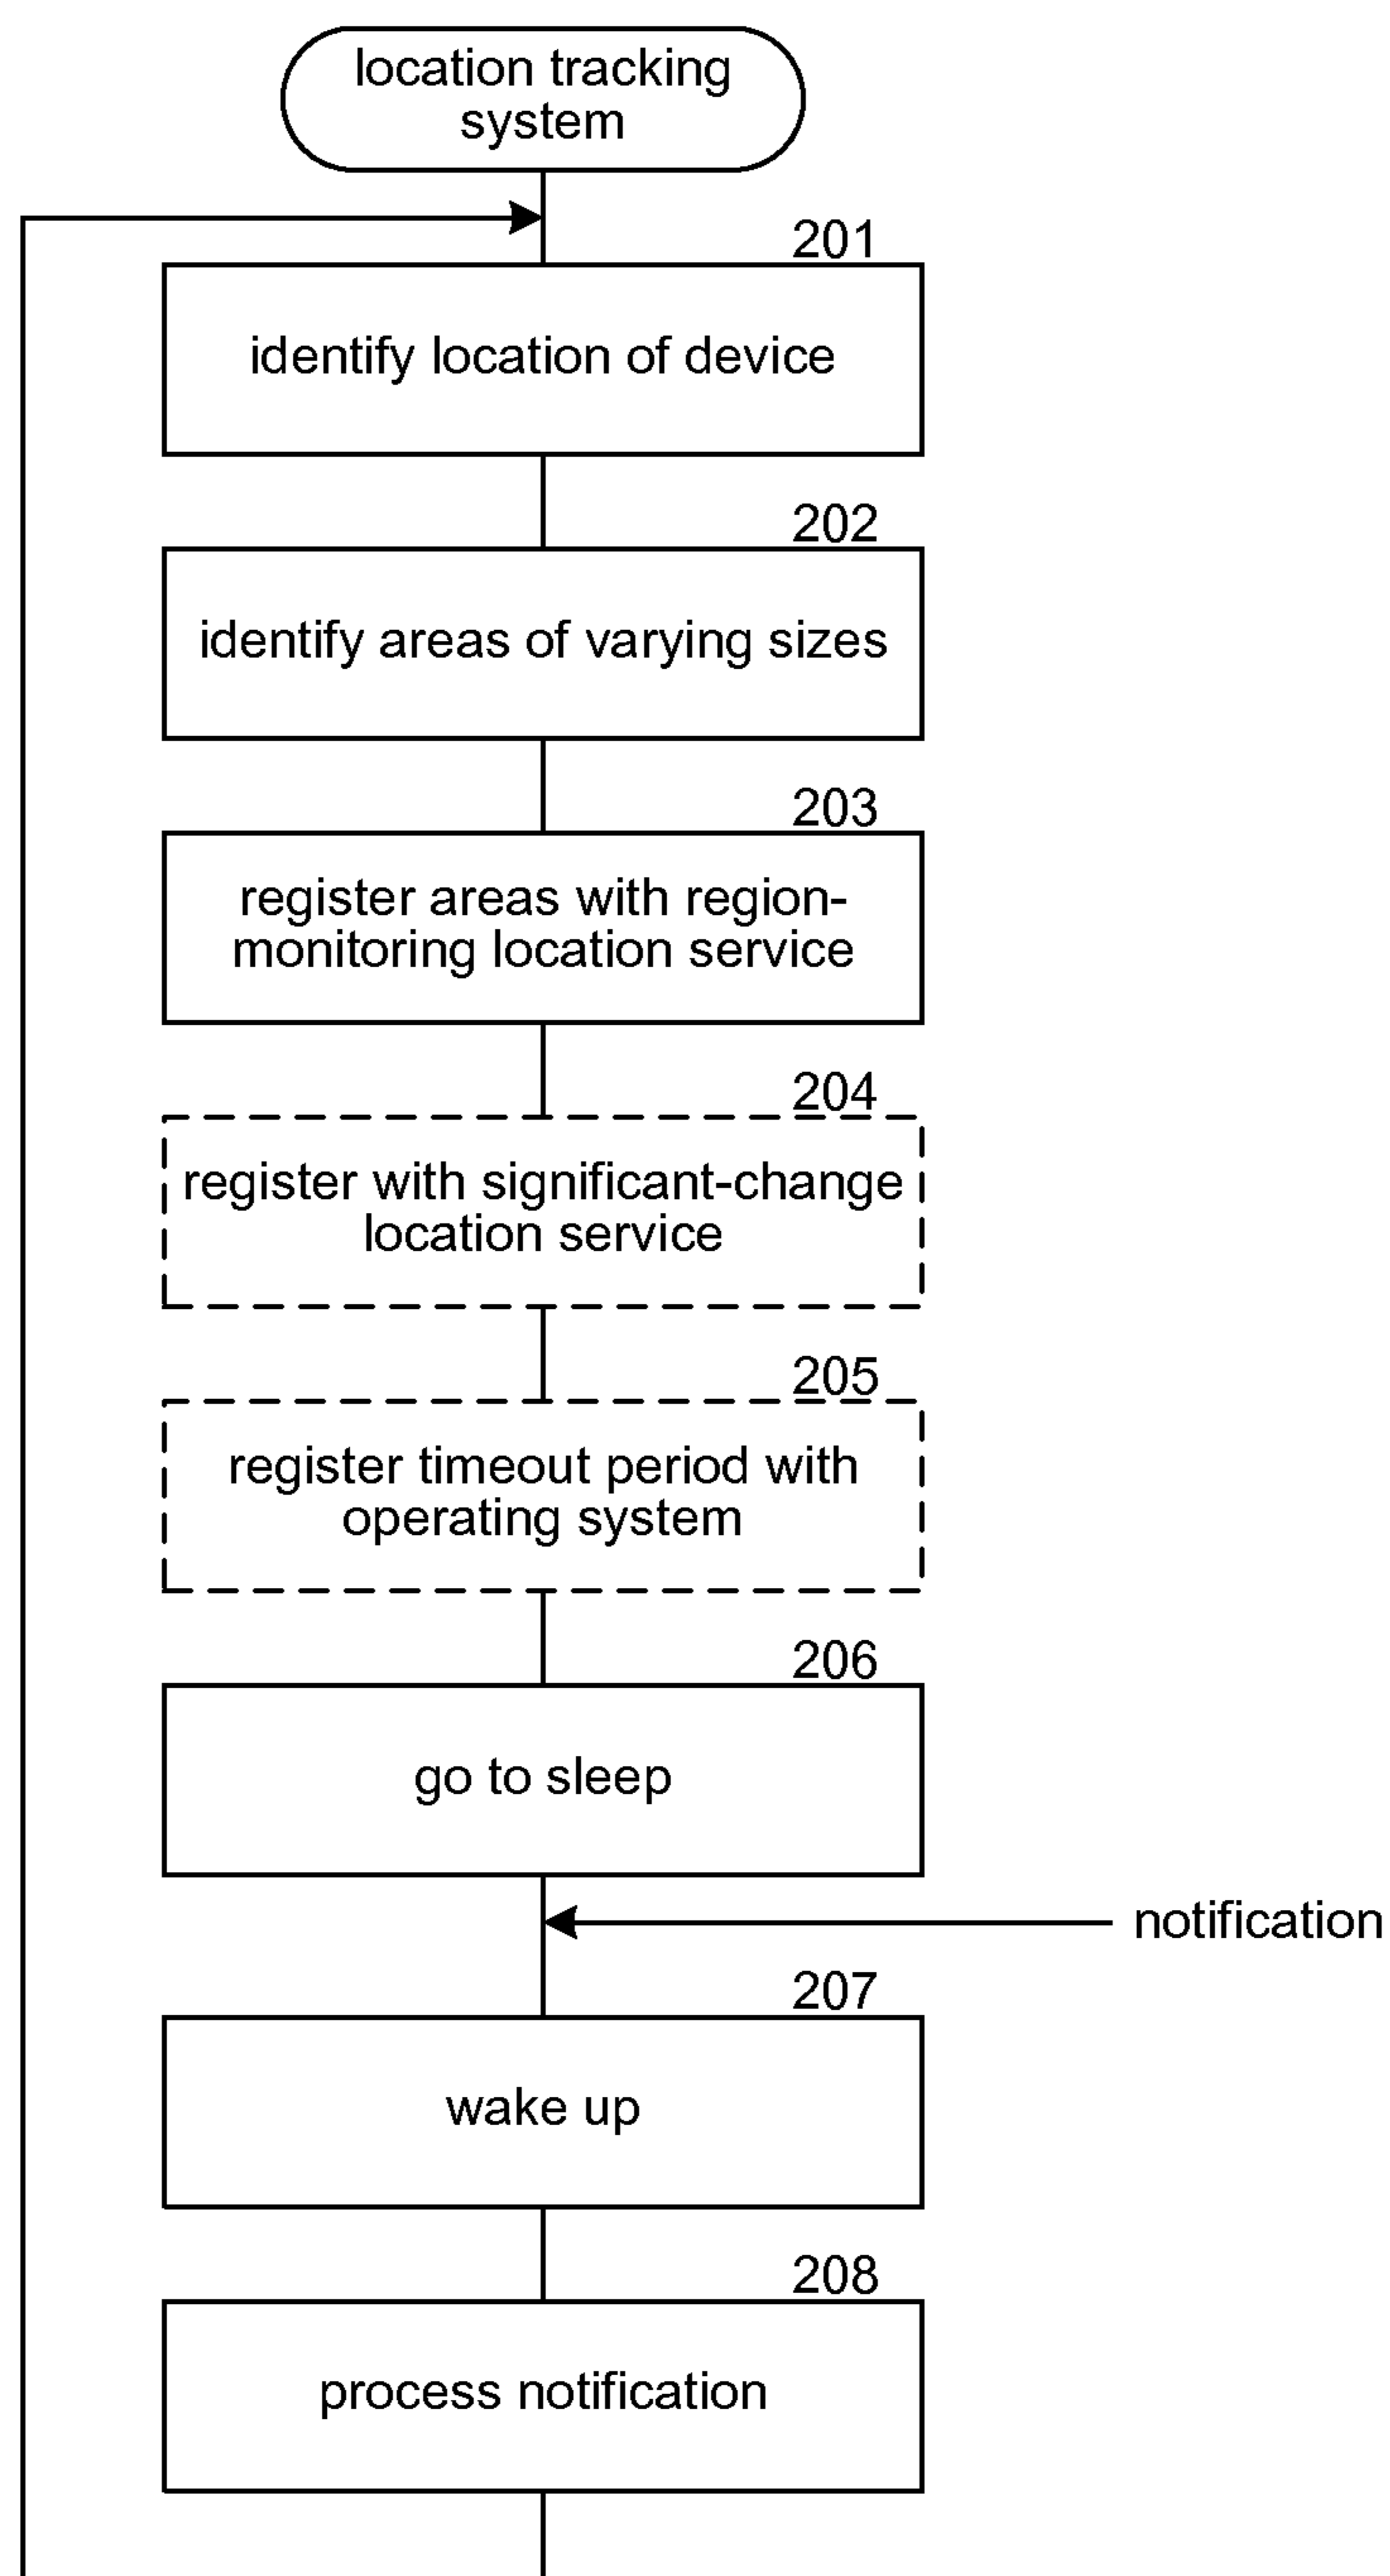 location tracking
system
201
identify location of device
202
identify areas of varying sizes
203
register areas with region-
monitoring location service
204
register with significant-change
location service
205
register timeout period with
operating system
206
go to sleep
notification
207
wake up
208
process notification